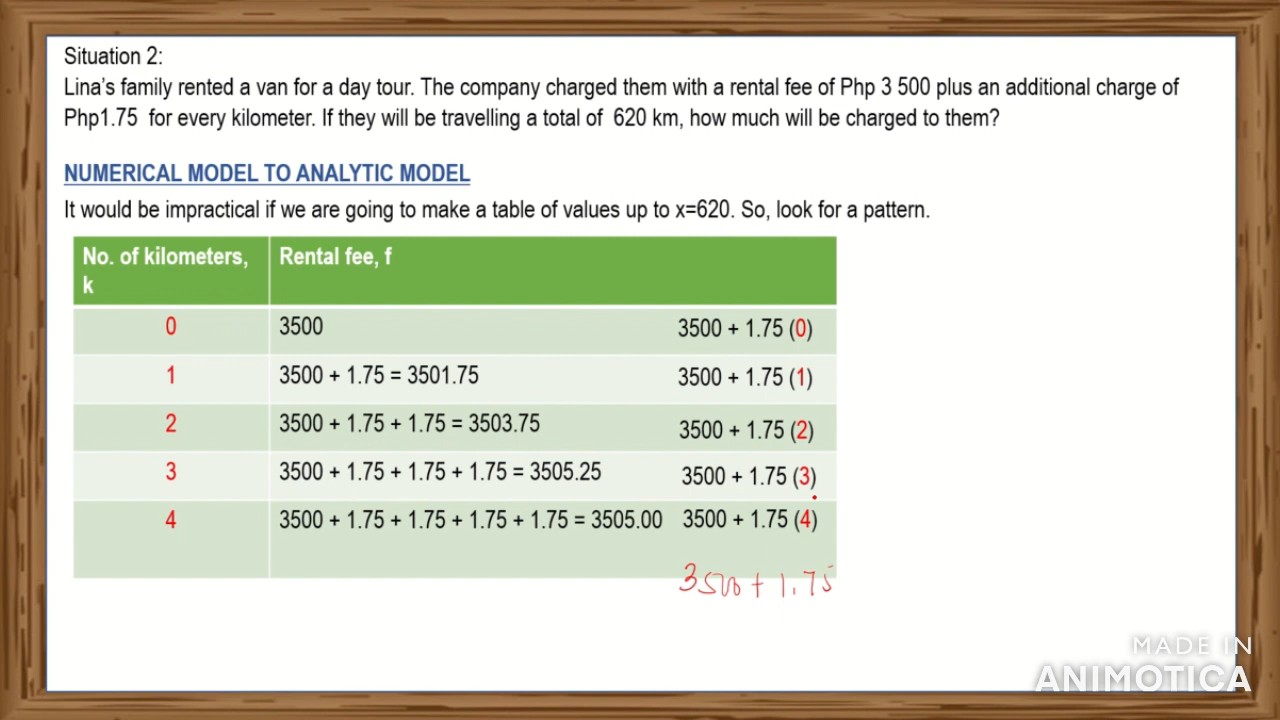 Situation 2:
Lina's family rented a van for a day tour. The company charged them with a rental fee of Php 3 500 plus an additional charge of
Php1.75 for every kilometer. If they will be travelling a total of 620 km, how much will be charged to them?
NUMERICAL MODEL TO ANALYTIC MODEL
It would be impractical if we are going to make a table of values up to x=620. So, look for a pattern.
No. of kilometers, k
Rental fee, f
0 3500 3500 + 1.75 (0)
1 3500 + 1.75 = 3501.75 3500 + 1.75 (1)
2 3500 + 1.75 + 1.75 = 3503.75 3500 + 1.75 (2)
3 3500 + 1.75 + 1.75 + 1.75 = 3505.25 3500 + 1.75 (3)
4 3500 + 1.75 + 1.75 + 1.75 + 1.75 = 3505.00 3500 + 1.75 (4)
3500 + 1.75
MADE IN
ANIMOTICA